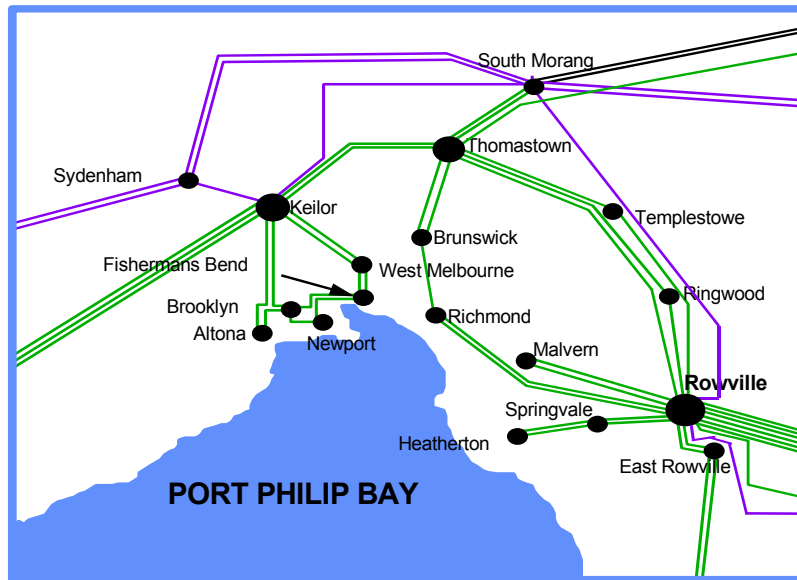 South Morang
Thomastown
Sydenham
Keilor
Templestowe
Brunswick
Fishermans Bend
West Melbourne
Ringwood
Brooklyn
Richmond
Altona
Newport
Malvern
Rowville
Springvale
Heatherton
East Rowville
PORT PHILIP BAY